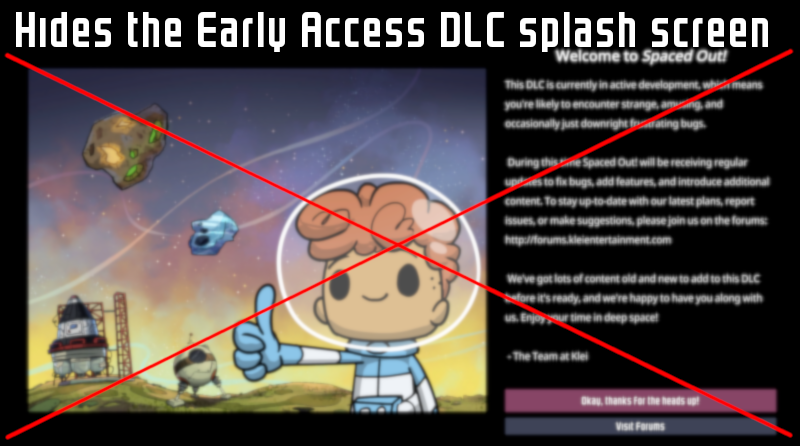 Hides the Early Access DLC splash screen
Welcome to Spaced Out!
This DLC is currently in active development, which means
you're likely to encounter strange, amusing, and
occasionally just downright frustrating bugs.
During this time Spaced Out! will be receiving regular
updates to fix bugs, add features, and introduce additional
content. To stay up-to-date with our latest plans, report
issues, or make suggestions, please join us on the forums:
http://forums.kleientertainment.com
We've got lots of content old and new to add to this DLC
before it's ready, and we're happy to have you along with
us. Enjoy your time in deep space!
- The Team at Klei
Okay, thanks for the heads up!
Visit Forums